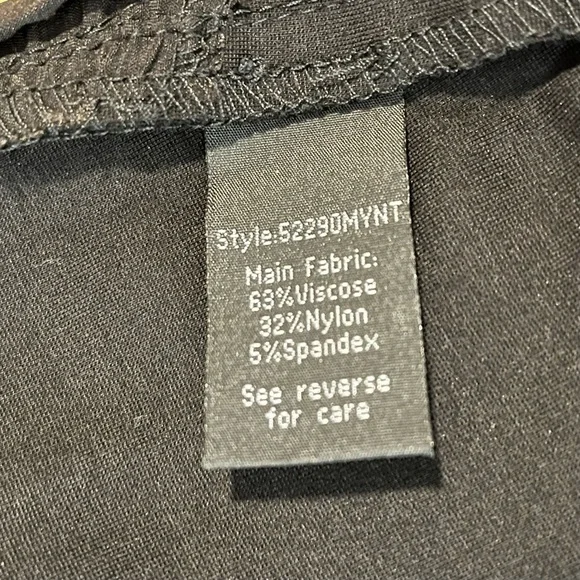 Style:52290MYNT
Main Fabric:
63%Viscose
32%Nylon
5%Spandex
See reverse
for care